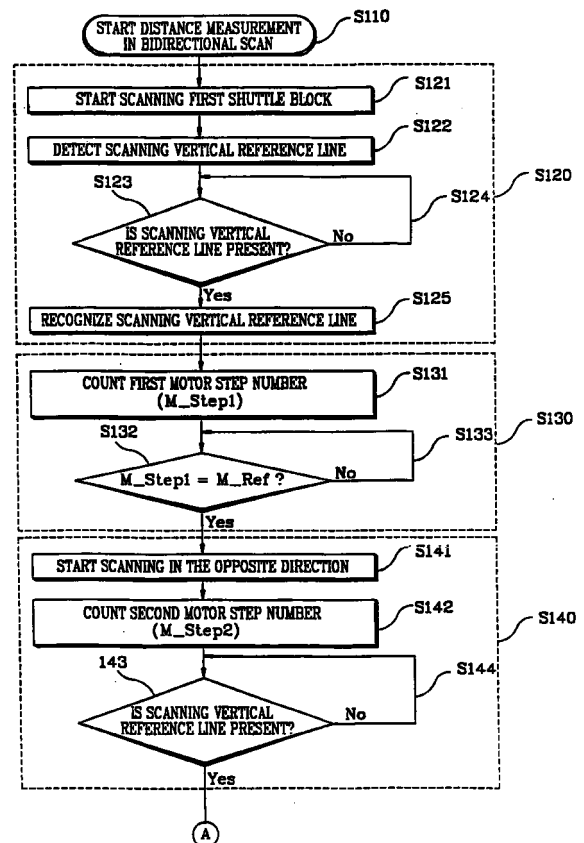 START DISTANCE MEASUREMENT
IN BIDIRECTIONAL SCAN
S110
START SCANNING FIRST SHUTTLE BLOCK
S121
DETECT SCANNING VERTICAL REFERENCE LINE
S122
S123
IS SCANNING VERTICAL
REFERENCE LINE PRESENT?
No
S124
S120
Yes
RECOGNIZE SCANNING VERTICAL REFERENCE LINE
S125
COUNT FIRST MOTOR STEP NUMBER
(M_Step1)
S131
S132
M_Step1 = M_Ref ?
No
S133
S130
Yes
START SCANNING IN THE OPPOSITE DIRECTION
S141
COUNT SECOND MOTOR STEP NUMBER
(M_Step2)
S142
143
IS SCANNING VERTICAL
REFERENCE LINE PRESENT?
No
S144
S140
Yes
A